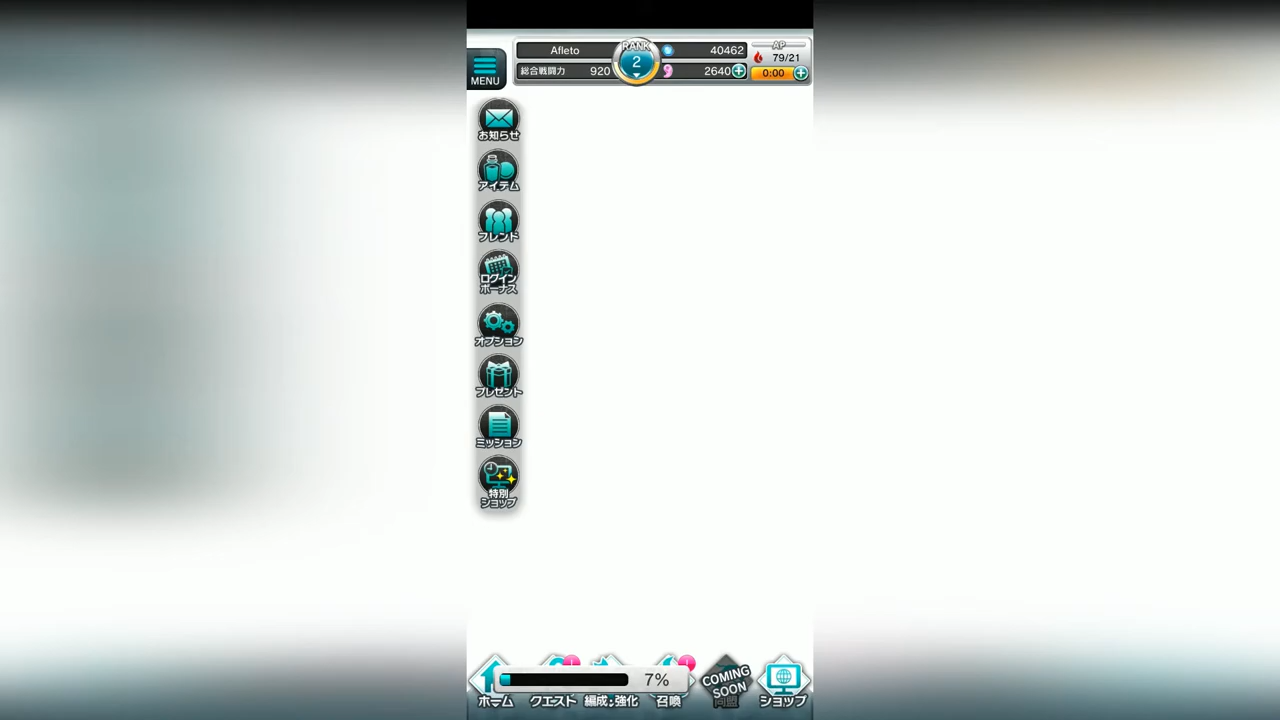 MENU
Afleto
RANK
2
40462
総合戦闘力 920
2640
AP
79/21
0:00
お知らせ
アイテム
フレンド
ログイン
ボーナス
オプション
プレゼント
ミッション
特別
ショップ
7%
ホーム
クエスト
編成・強化
召喚
COMING
SOON
同盟
ショップ